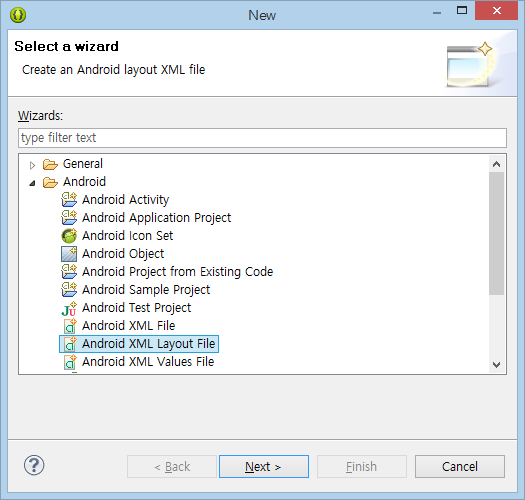 New
Select a wizard
Create an Android layout XML file
Wizards:
type filter text
General
Android
Android Activity
Android Application Project
Android Icon Set
Android Object
Android Project from Existing Code
Android Sample Project
Android Test Project
Android XML File
Android XML Layout File
Android XML Values File
< Back
Next >
Finish
Cancel